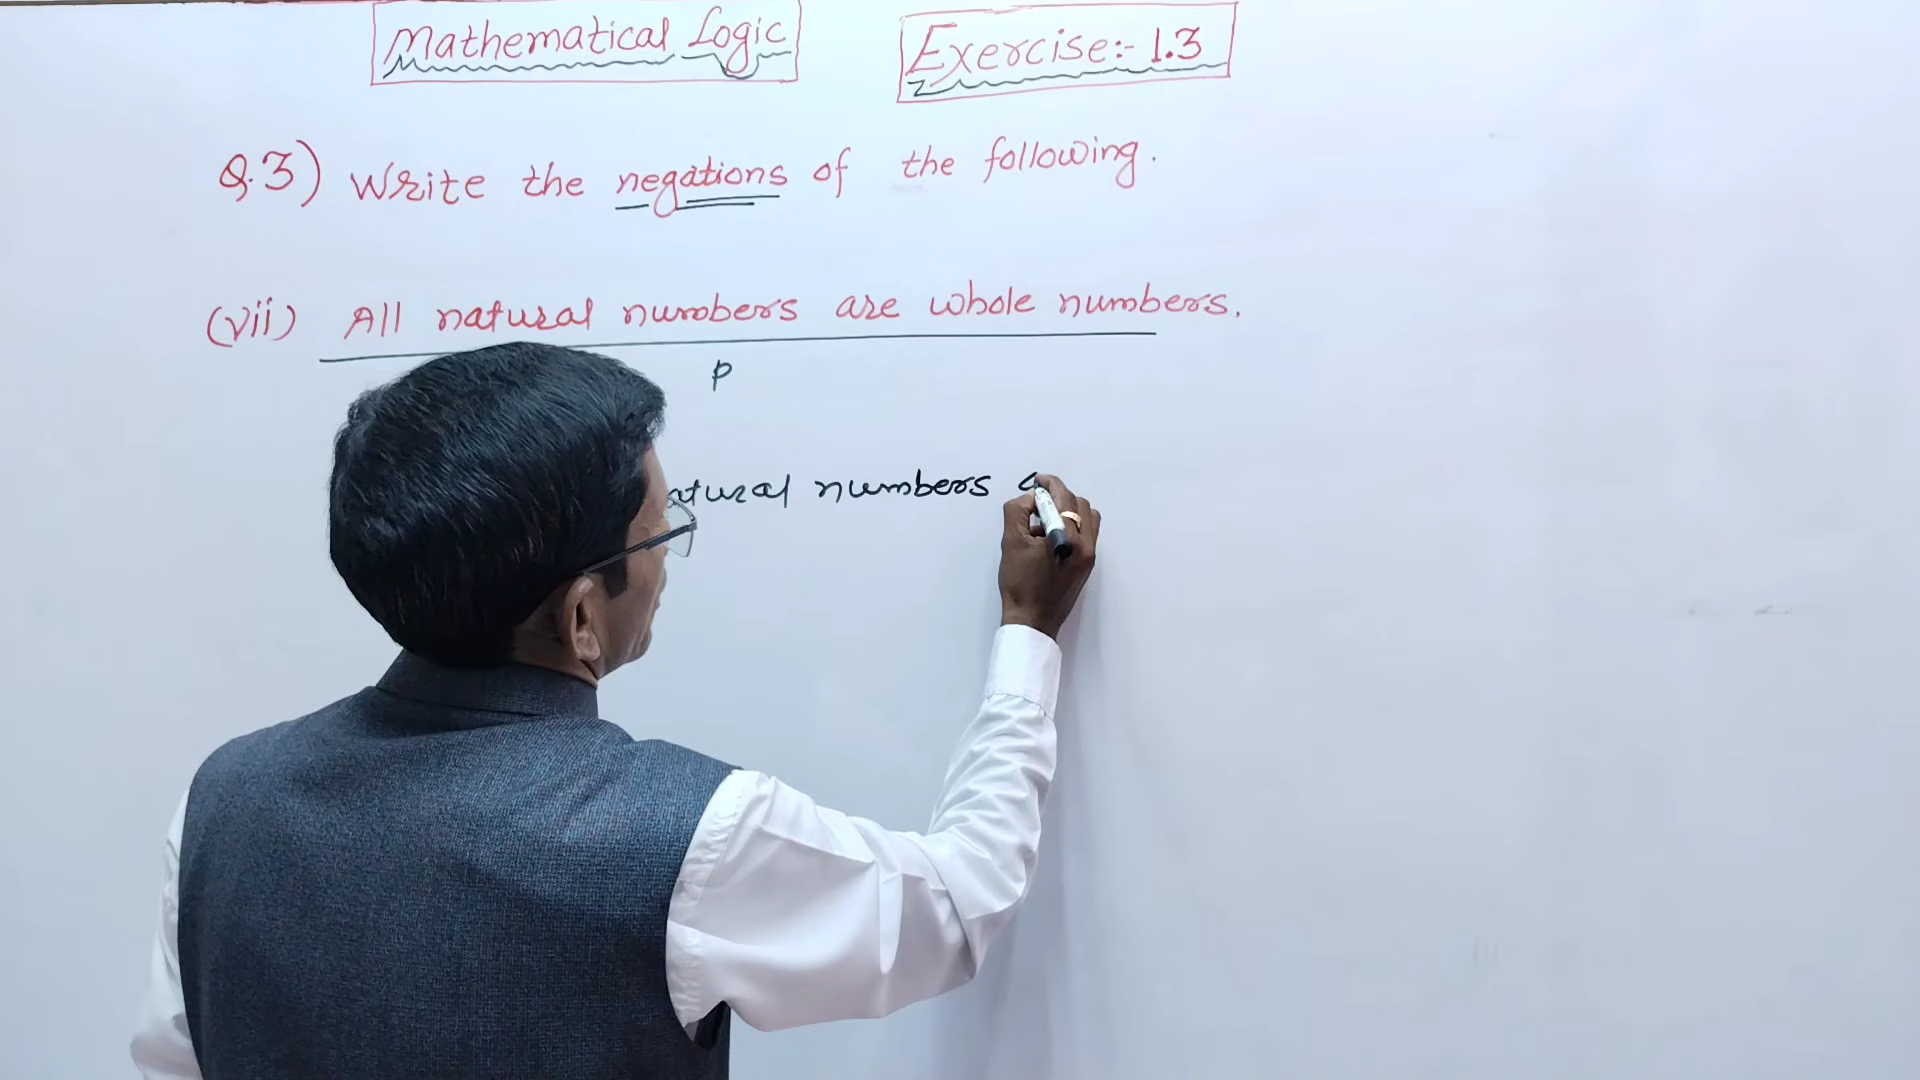 Mathematical Logic
Exercise:- 1.3
Q.3) Write the negations of the following.
(vii) All natural numbers are whole numbers.
p
atural numbers a